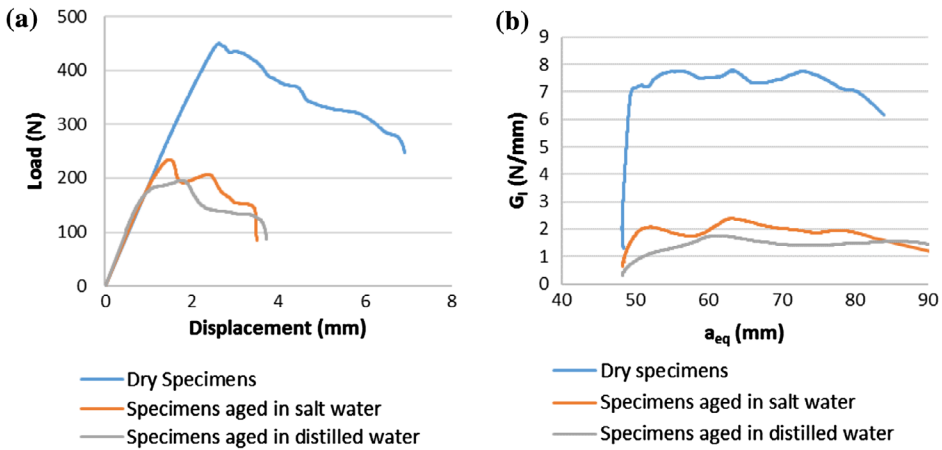 (a)
500
400
300
200
100
0
Load (N)
0 2 4 6 8
Displacement (mm)
Dry Specimens
Specimens aged in salt water
Specimens aged in distilled water
(b)
9
8
7
6
5
4
3
2
1
0
GI (N/mm)
40 50 60 70 80 90
aeq (mm)
Dry specimens
Specimens aged in salt water
Specimens aged in distilled water